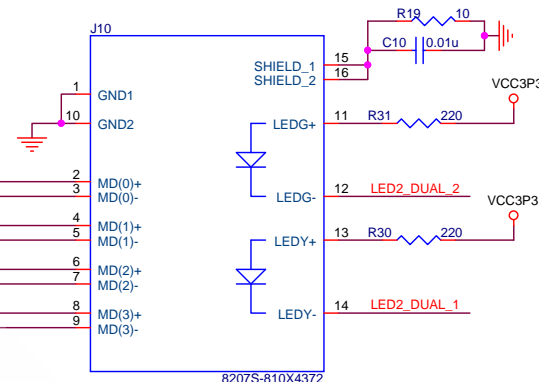 J10
R19 10
C10 0.01u
15 SHIELD_1
16 SHIELD_2
VCC3P3
1 GND1
10 GND2
11 LEDG+
R31 220
12 LEDG-
LED2_DUAL_2
2 MD(0)+
3 MD(0)-
VCC3P3
4 MD(1)+
5 MD(1)-
13 LEDY+
R30 220
6 MD(2)+
7 MD(2)-
8 MD(3)+
9 MD(3)-
14 LEDY-
LED2_DUAL_1
8207S-810X4372